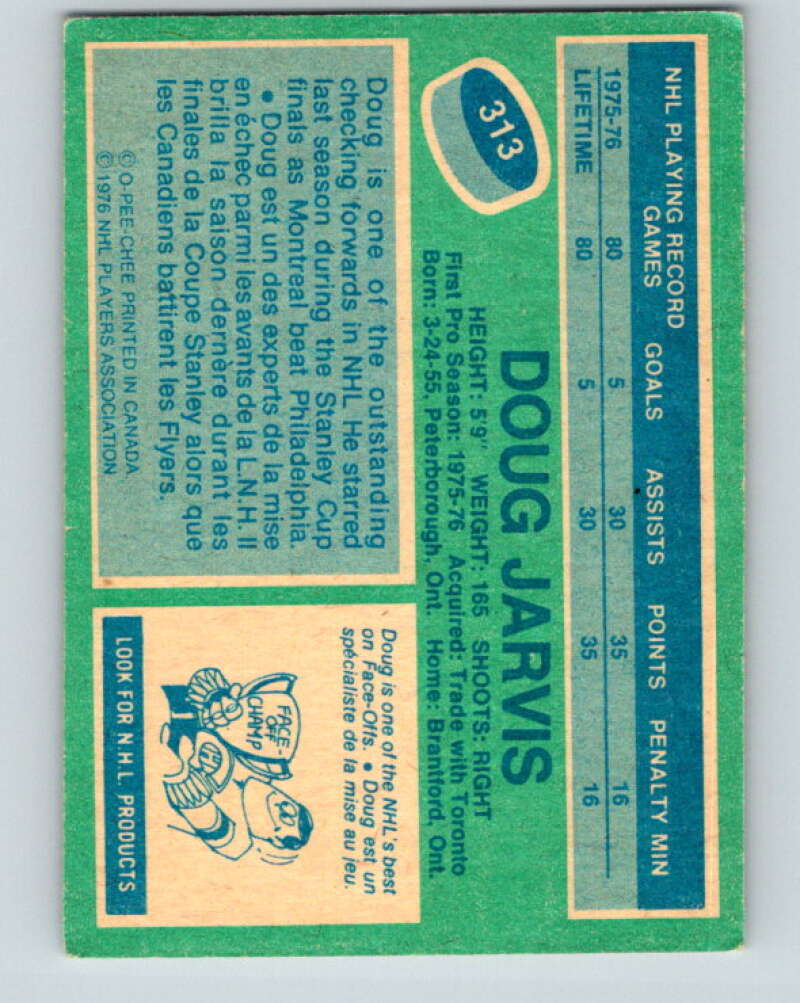 NHL PLAYING RECORD
GAMES GOALS ASSISTS POINTS PENALTY MIN
1975-76 80 5 30 35 16
LIFETIME 80 5 30 35 16
313
DOUG JARVIS
HEIGHT: 5'9" WEIGHT: 165 SHOOTS: RIGHT
First Pro Season: 1975-76 Acquired: Trade with Toronto
Born: 3-24-55, Peterborough, Ont. Home: Brantford, Ont.
Doug is one of the outstanding
checking forwards in NHL. He starred
last season during the Stanley Cup
finals as Montreal beat Philadelphia.
• Doug est un des experts de la mise
en échec parmi les avants de la L.N.H. Il
brilla la saison dernère durant les
finales de la Coupe Stanley alors que
les Canadiens battirent les Flyers.
© O-PEE-CHEE PRINTED IN CANADA
© 1976 NHL PLAYERS ASSOCIATION
Doug is one of the NHL's best
on Face-Offs. • Doug est un
spécialiste de la mise au jeu.
FACE-
OFF
CHAMP
LOOK FOR N.H.L. PRODUCTS